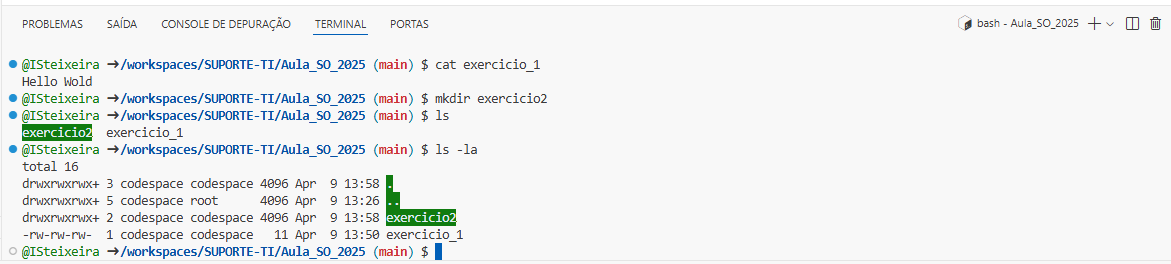 PROBLEMAS SAÍDA CONSOLE DE DEPURAÇÃO TERMINAL PORTAS bash - Aula_SO_2025
@ISteixeira ➜/workspaces/SUPORTE-TI/Aula_SO_2025 (main) $ cat exercicio_1
Hello Wold
@ISteixeira ➜/workspaces/SUPORTE-TI/Aula_SO_2025 (main) $ mkdir exercicio2
@ISteixeira ➜/workspaces/SUPORTE-TI/Aula_SO_2025 (main) $ ls
exercicio2  exercicio_1
@ISteixeira ➜/workspaces/SUPORTE-TI/Aula_SO_2025 (main) $ ls -la
total 16
drwxrwxrwx+ 3 codespace codespace 4096 Apr  9 13:58 .
drwxrwxrwx+ 5 codespace root      4096 Apr  9 13:26 ..
drwxrwxrwx+ 2 codespace codespace 4096 Apr  9 13:58 exercicio2
-rw-rw-rw-  1 codespace codespace   11 Apr  9 13:50 exercicio_1
@ISteixeira ➜/workspaces/SUPORTE-TI/Aula_SO_2025 (main) $